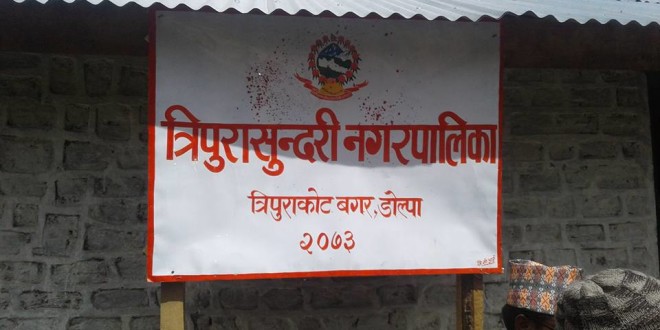 त्रिपुरासुन्दरी नगरपालिका
त्रिपुराकोट बगर, डोल्पा
२०७३